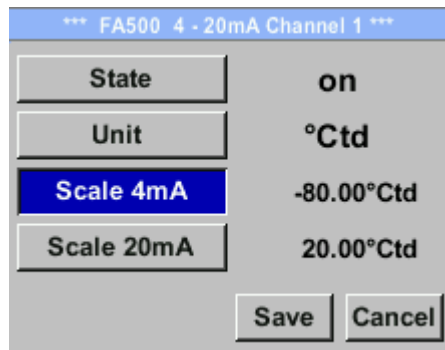 *** FA500 4 - 20mA Channel 1 ***
State on
Unit °Ctd
Scale 4mA -80.00°Ctd
Scale 20mA 20.00°Ctd
Save Cancel